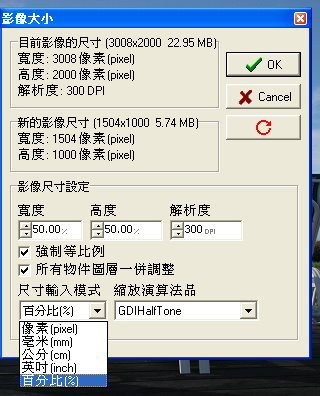 影像大小
目前影像的尺寸 (3008x2000 22.95 MB)
寬度: 3008 像素(pixel)
高度: 2000 像素(pixel)
解析度: 300 DPI
OK
Cancel
新的影像尺寸 (1504x1000 5.74 MB)
寬度: 1504 像素(pixel)
高度: 1000 像素(pixel)
影像尺寸設定
寬度 高度 解析度
50.00% 50.00% 300 DPI
強制等比例
所有物件圖層一併調整
尺寸輸入模式 縮放演算法品
百分比(%) GDIHalfTone
像素(pixel)
毫米(mm)
公分(cm)
英吋(inch)
百分比(%)